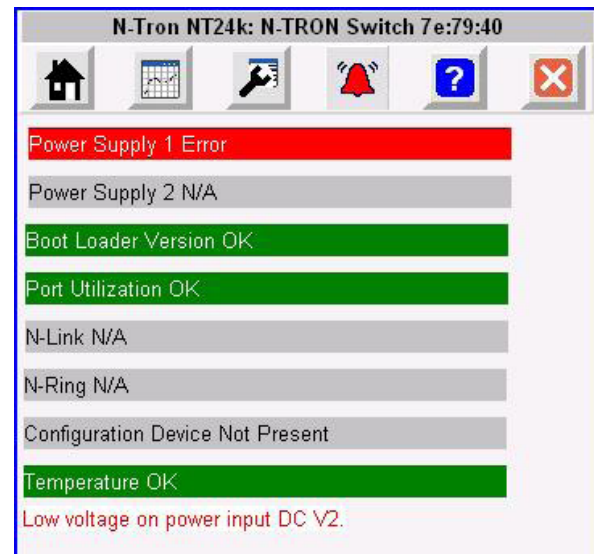 N-Tron NT24k: N-TRON Switch 7e:79:40
?
Power Supply 1 Error
Power Supply 2 N/A
Boot Loader Version OK
Port Utilization OK
N-Link N/A
N-Ring N/A
Configuration Device Not Present
Temperature OK
Low voltage on power input DC V2.